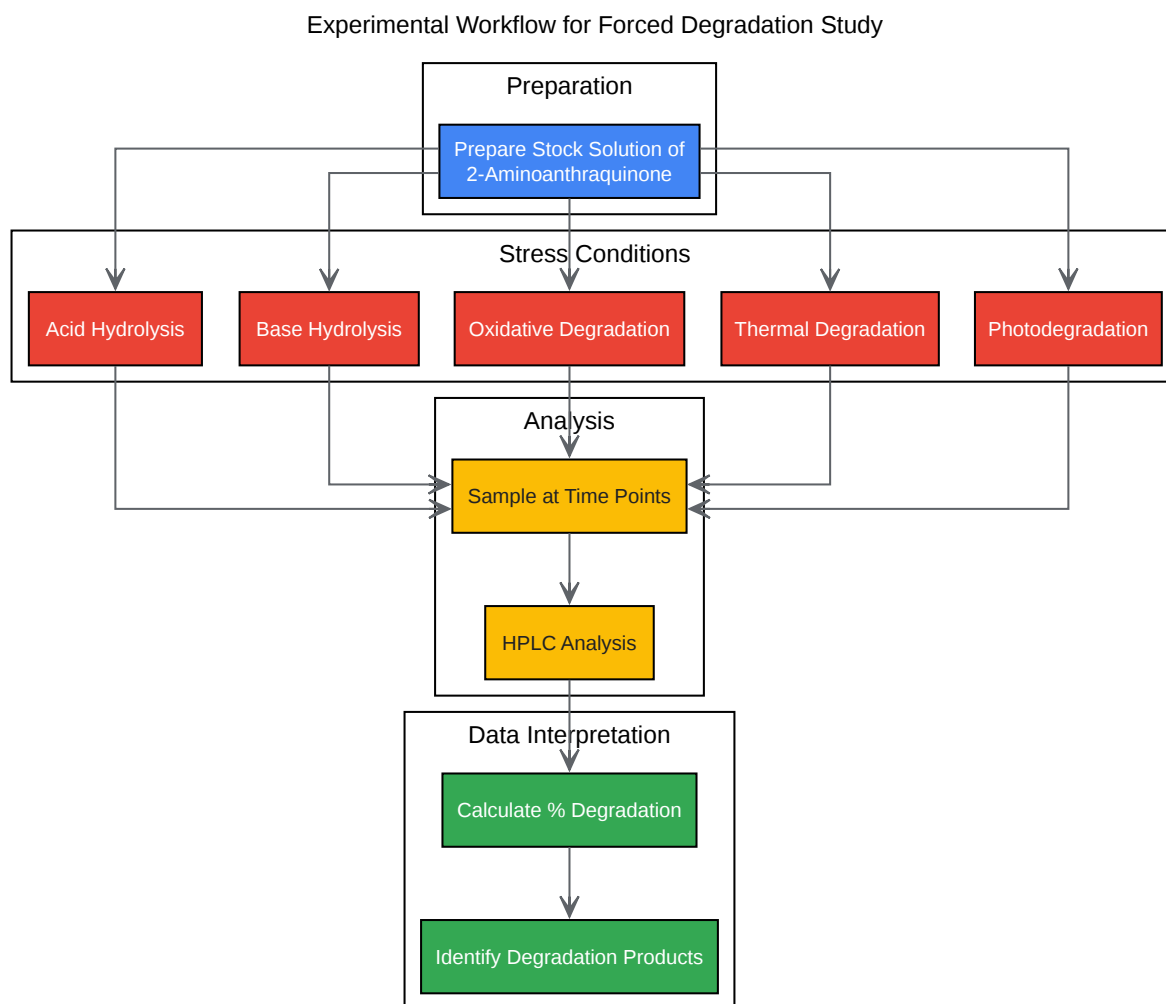 Experimental Workflow for Forced Degradation Study
Preparation
Prepare Stock Solution of
2-Aminoanthraquinone
Stress Conditions
Acid Hydrolysis
Base Hydrolysis
Oxidative Degradation
Thermal Degradation
Photodegradation
Analysis
Sample at Time Points
HPLC Analysis
Data Interpretation
Calculate % Degradation
Identify Degradation Products